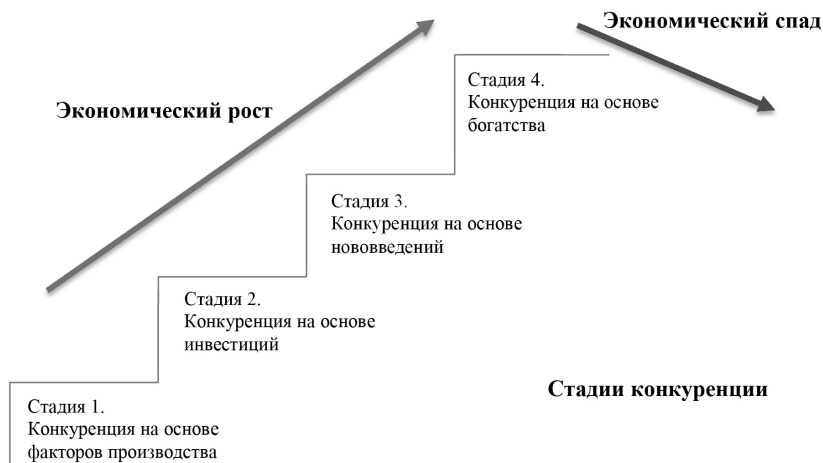 Экономический спад
Экономический рост
Стадия 4.
Конкуренция на основе
богатства
Стадия 3.
Конкуренция на основе
нововведений
Стадия 2.
Конкуренция на основе
инвестиций
Стадии конкуренции
Стадия 1.
Конкуренция на основе
факторов производства